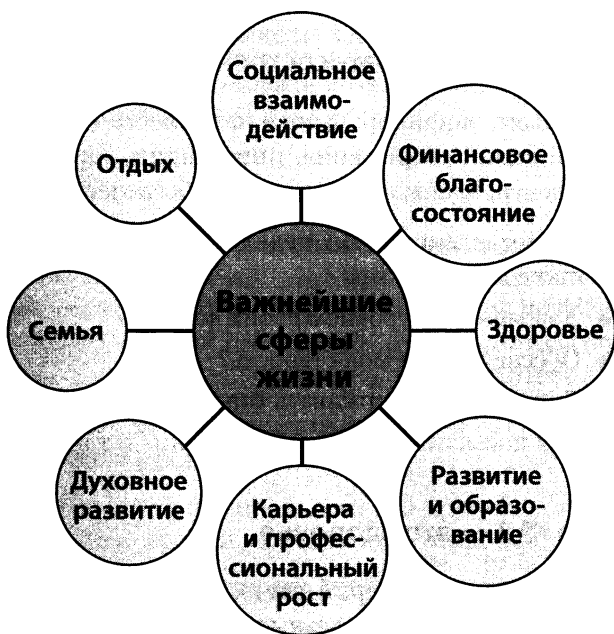 Социальное
взаимо-
действие
Финансовое
благо-
состояние
Здоровье
Развитие
и образо-
вание
Карьера
и профес-
сиональный
рост
Духовное
развитие
Семья
Отдых
Важнейшие
сферы
жизни